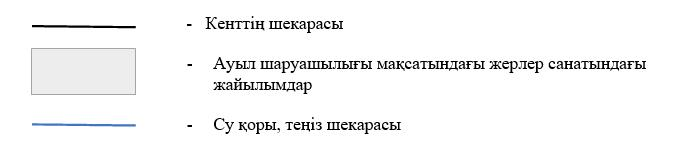 - Кенттің шекарасы
- Ауыл шаруашылығы мақсатындағы жерлер санатындағы
жайылымдар
- Су қоры, теңіз шекарасы